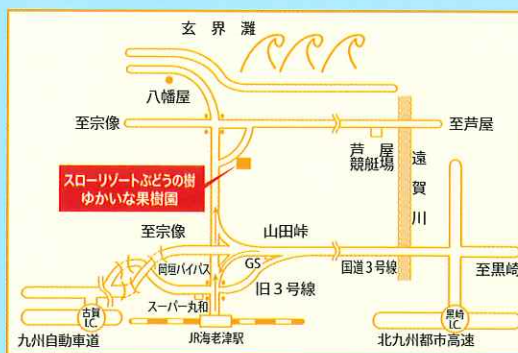 玄界灘
八幡屋
至宗像
至芦屋
芦屋
競艇場
遠賀川
スローリゾートぶどうの樹
ゆかいな果樹園
至宗像
山田峠
岡垣バイパス
GS
国道3号線
至黒崎
旧3号線
スーパー丸和
古賀
I.C.
黒崎
I.C.
九州自動車道
JR海老津駅
北九州都市高速